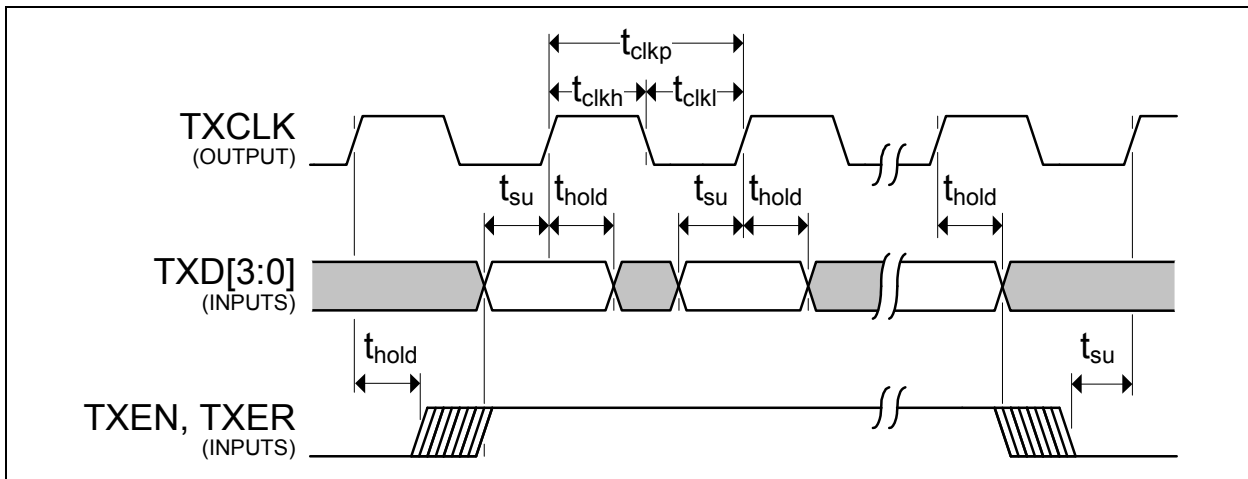 tclkp
tclkh tclkl
TXCLK
(OUTPUT)
tsu thold tsu thold thold
TXD[3:0]
(INPUTS)
thold tsu
TXEN, TXER
(INPUTS)